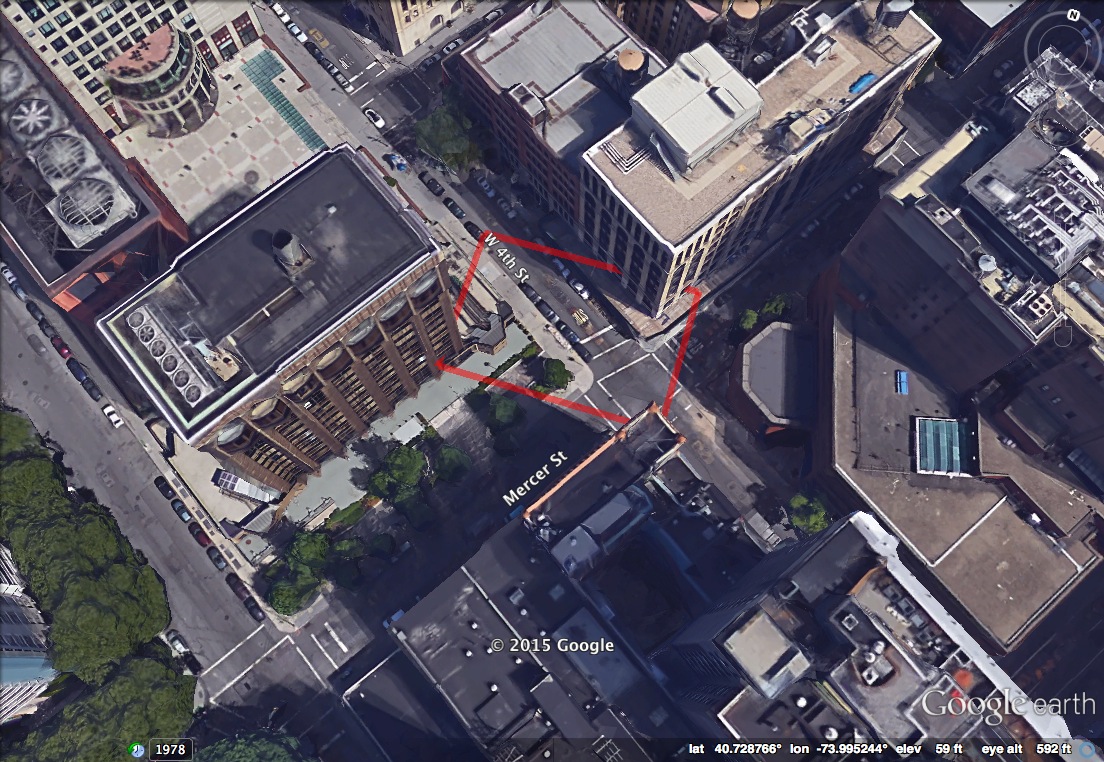 N
W 4th St
Mercer St
© 2015 Google
Google earth
1978
lat 40.728766° lon -73.995244° elev 59 ft eye alt 592 ft